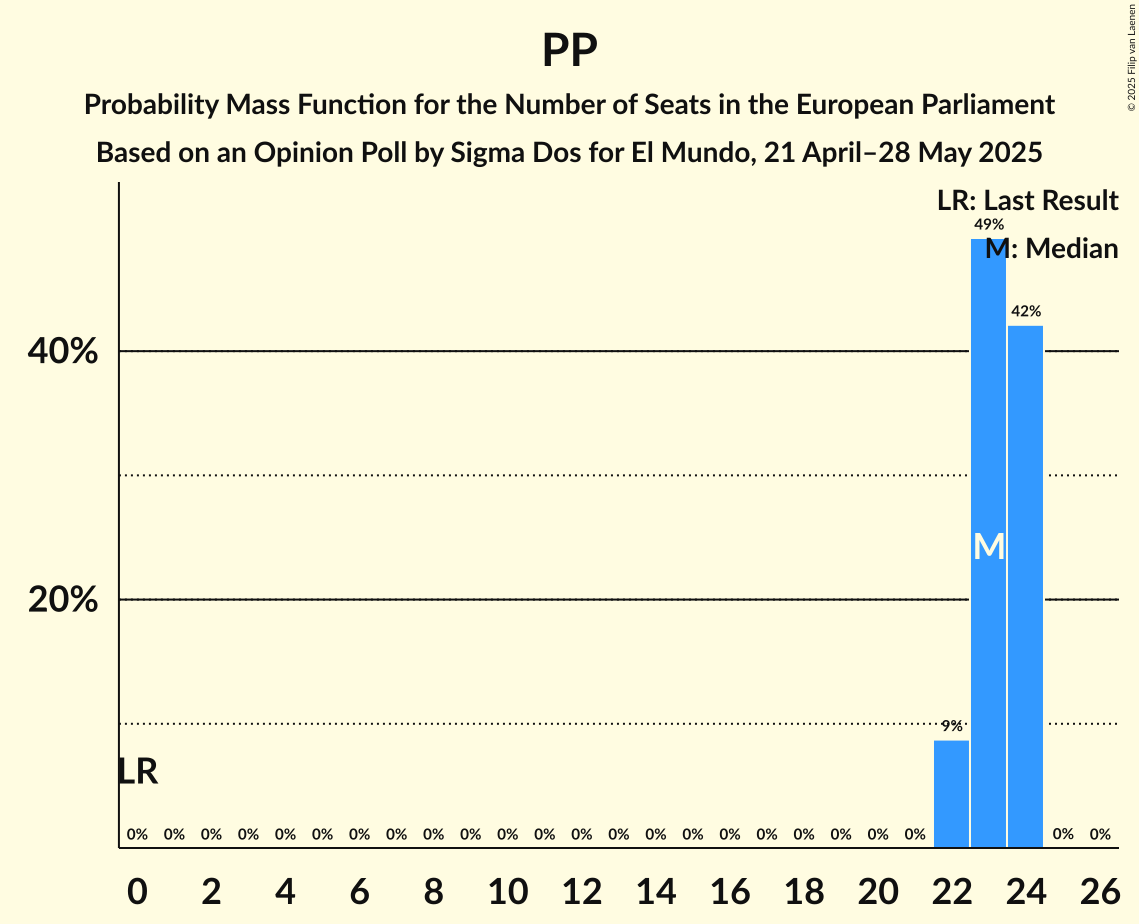 PP
Probability Mass Function for the Number of Seats in the European Parliament
Based on an Opinion Poll by Sigma Dos for El Mundo, 21 April–28 May 2025
© 2025 Filip van Laenen
LR: Last Result
M: Median
49%
42%
40%
M
20%
9%
LR
0% 0% 0% 0% 0% 0% 0% 0% 0% 0% 0% 0% 0% 0% 0% 0% 0% 0% 0% 0% 0% 0% 0% 0%
0 2 4 6 8 10 12 14 16 18 20 22 24 26